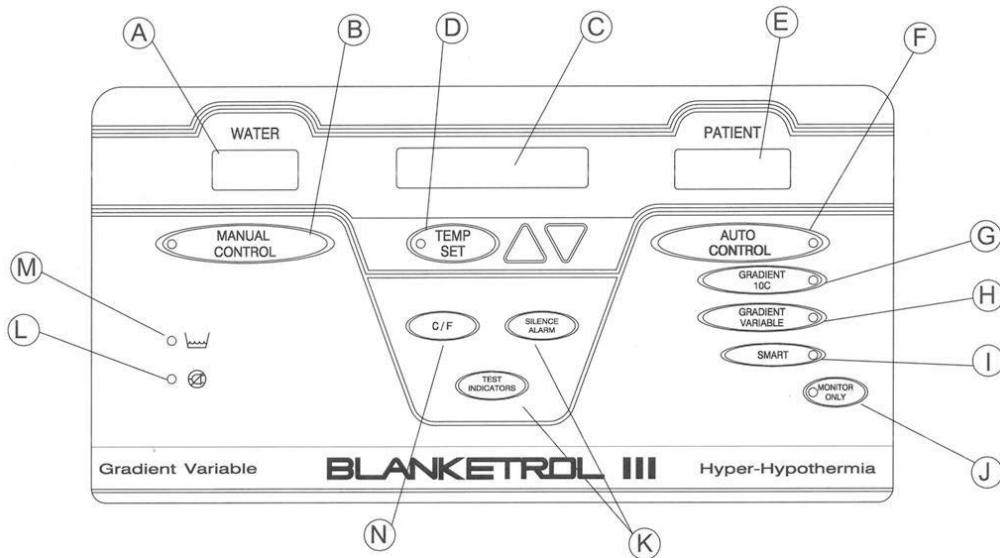 A
B
D
C
E
F
WATER
PATIENT
MANUAL
CONTROL
TEMP
SET
AUTO
CONTROL
G
GRADIENT
10C
M
H
GRADIENT
VARIABLE
L
C / F
SILENCE
ALARM
I
SMART
TEST
INDICATORS
MONITOR
ONLY
J
Gradient Variable
BLANKETROL III
Hyper-Hypothermia
N
K